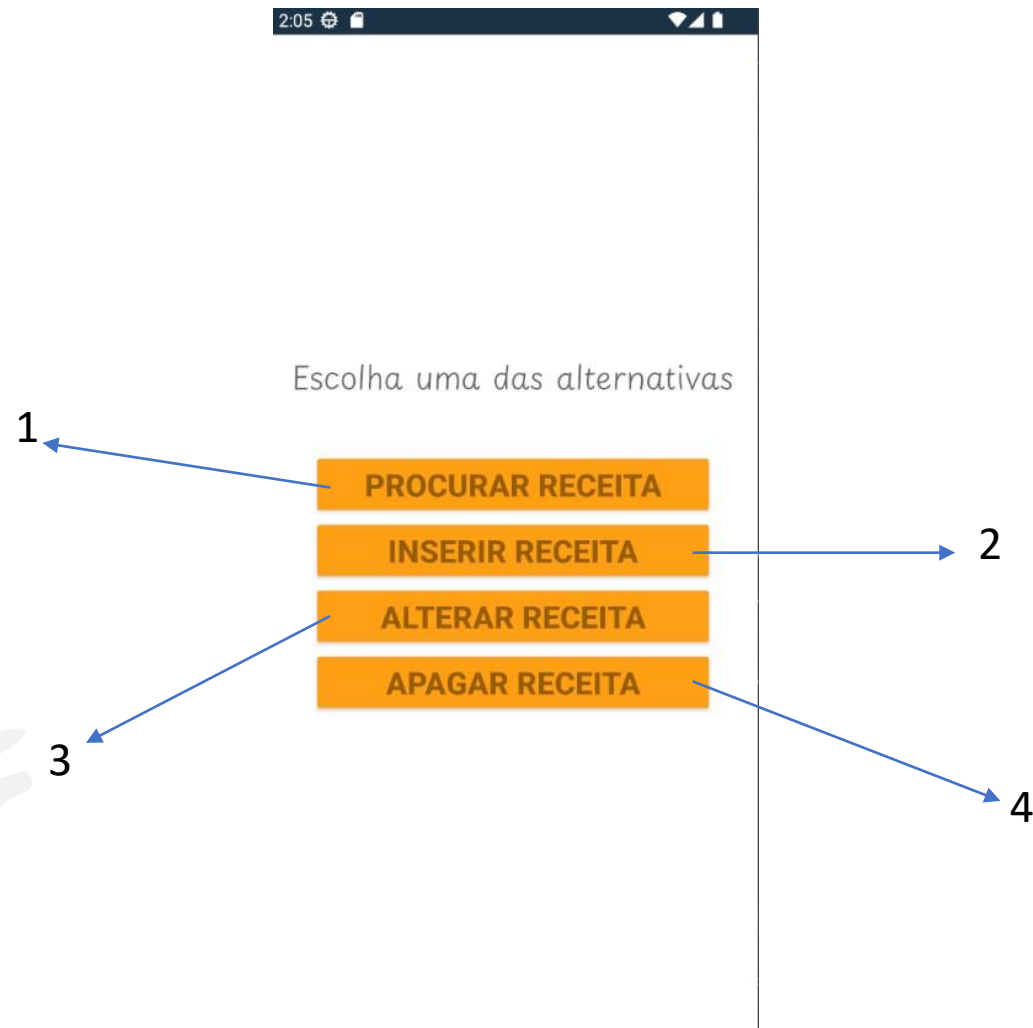 2:05
Escolha uma das alternativas
1
PROCURAR RECEITA
INSERIR RECEITA
2
ALTERAR RECEITA
APAGAR RECEITA
3
4